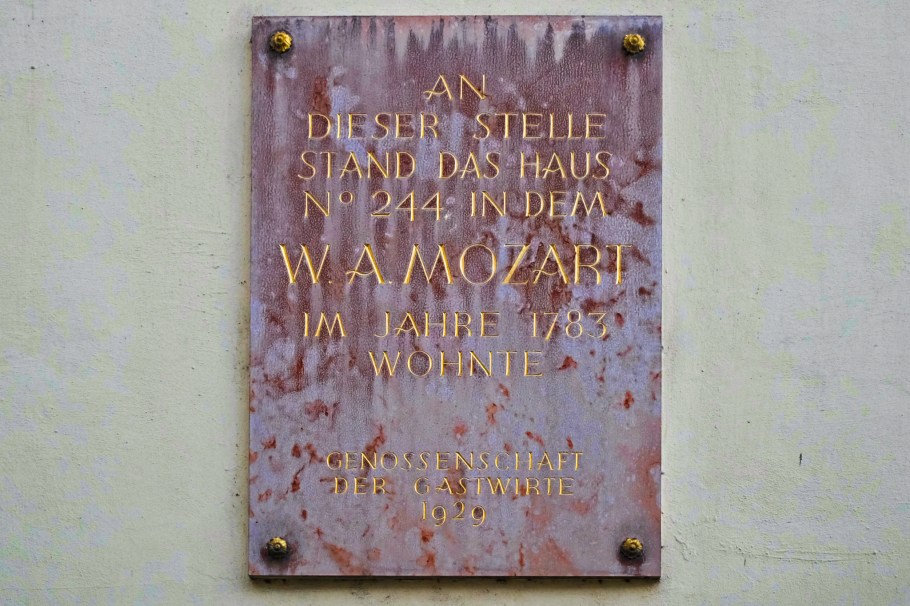 AN
DIESER STELLE
STAND DAS HAUS
Nº 244, IN DEM
W. A. MOZART
IM JAHRE 1783
WOHNTE
GENOSSENSCHAFT
DER GASTWIRTE
1929